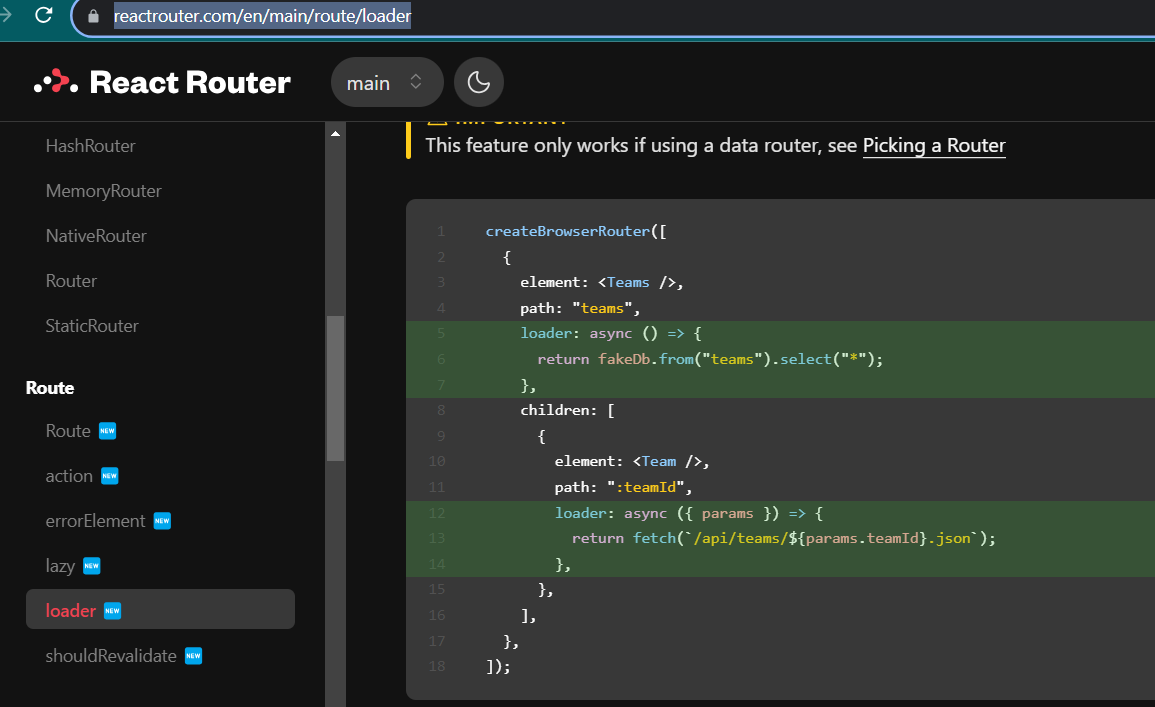 reactrouter.com/en/main/route/loader
React Router
main
HashRouter
MemoryRouter
NativeRouter
Router
StaticRouter
Route
Route NEW
action NEW
errorElement NEW
lazy NEW
loader NEW
shouldRevalidate NEW
IMPORTANT
This feature only works if using a data router, see Picking a Router
1 createBrowserRouter([
2 {
3 element: <Teams />,
4 path: "teams",
5 loader: async () => {
6 return fakeDb.from("teams").select("*");
7 },
8 children: [
9 {
10 element: <Team />,
11 path: ":teamId",
12 loader: async ({ params }) => {
13 return fetch(`/api/teams/${params.teamId}.json`);
14 },
15 },
16 ],
17 },
18 ]);